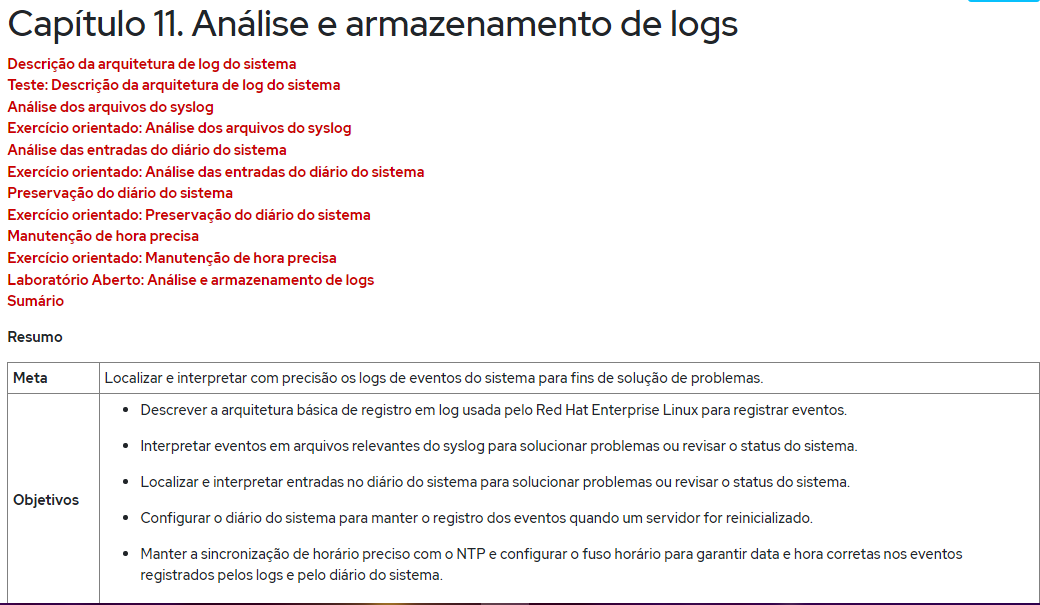 Capítulo 11. Análise e armazenamento de logs
Descrição da arquitetura de log do sistema
Teste: Descrição da arquitetura de log do sistema
Análise dos arquivos do syslog
Exercício orientado: Análise dos arquivos do syslog
Análise das entradas do diário do sistema
Exercício orientado: Análise das entradas do diário do sistema
Preservação do diário do sistema
Exercício orientado: Preservação do diário do sistema
Manutenção de hora precisa
Exercício orientado: Manutenção de hora precisa
Laboratório Aberto: Análise e armazenamento de logs
Sumário
Resumo
Meta
Localizar e interpretar com precisão os logs de eventos do sistema para fins de solução de problemas.
Objetivos
• Descrever a arquitetura básica de registro em log usada pelo Red Hat Enterprise Linux para registrar eventos.
• Interpretar eventos em arquivos relevantes do syslog para solucionar problemas ou revisar o status do sistema.
• Localizar e interpretar entradas no diário do sistema para solucionar problemas ou revisar o status do sistema.
• Configurar o diário do sistema para manter o registro dos eventos quando um servidor for reinicializado.
• Manter a sincronização de horário preciso com o NTP e configurar o fuso horário para garantir data e hora corretas nos eventos
registrados pelos logs e pelo diário do sistema.